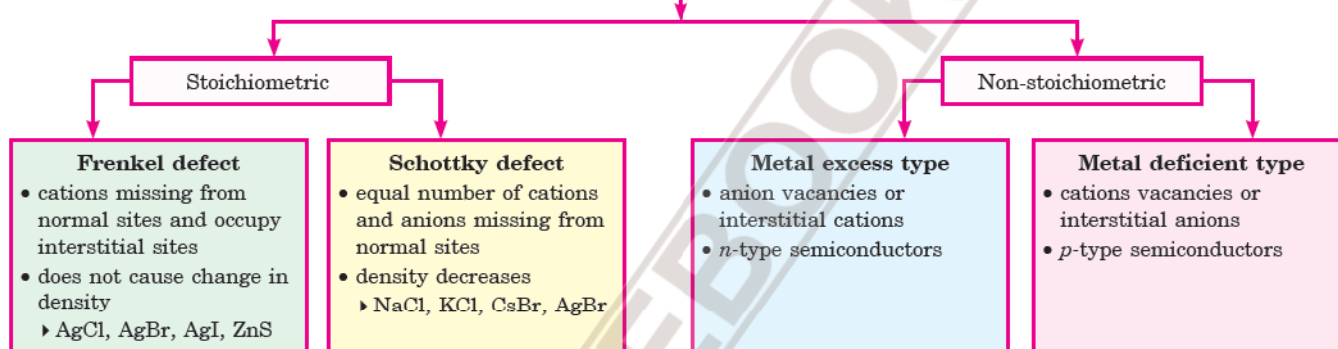 Stoichiometric
Non-stoichiometric
Frenkel defect
• cations missing from
normal sites and occupy
interstitial sites
• does not cause change in
density
‣ AgCl, AgBr, AgI, ZnS
Schottky defect
• equal number of cations
and anions missing from
normal sites
• density decreases
‣ NaCl, KCl, CsBr, AgBr
Metal excess type
• anion vacancies or
interstitial cations
• n-type semiconductors
Metal deficient type
• cations vacancies or
interstitial anions
• p-type semiconductors